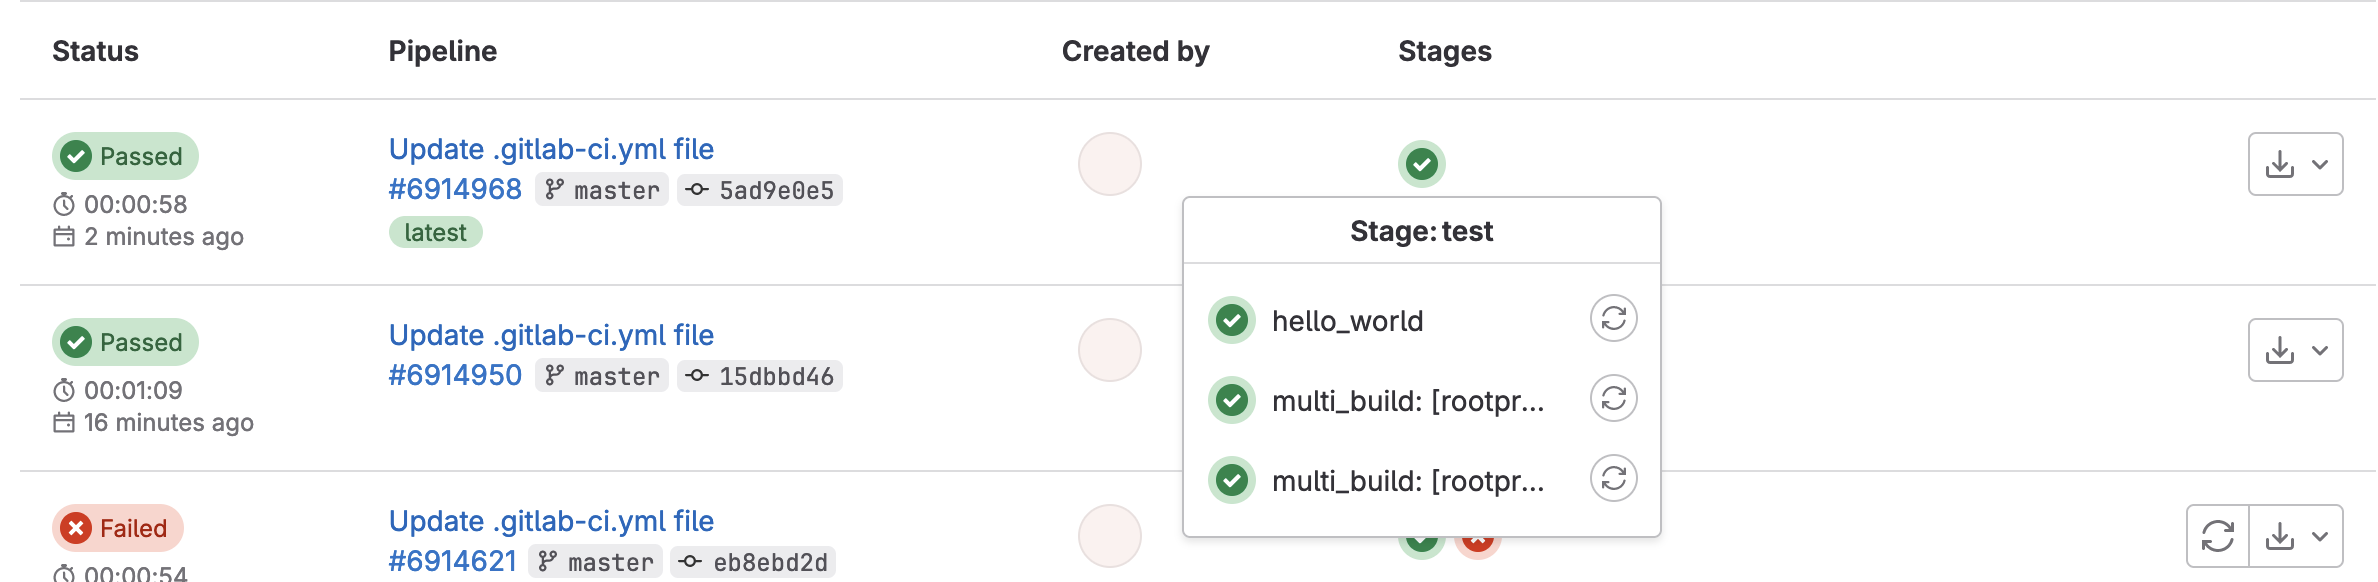 Status Pipeline Created by Stages
Passed
00:00:58
2 minutes ago
Update .gitlab-ci.yml file
#6914968 master 5ad9e0e5
latest
Stage: test
hello_world
multi_build: [rootpr...
multi_build: [rootpr...
Passed
00:01:09
16 minutes ago
Update .gitlab-ci.yml file
#6914950 master 15dbbd46
Failed
00:00:54
Update .gitlab-ci.yml file
#6914621 master eb8ebd2d